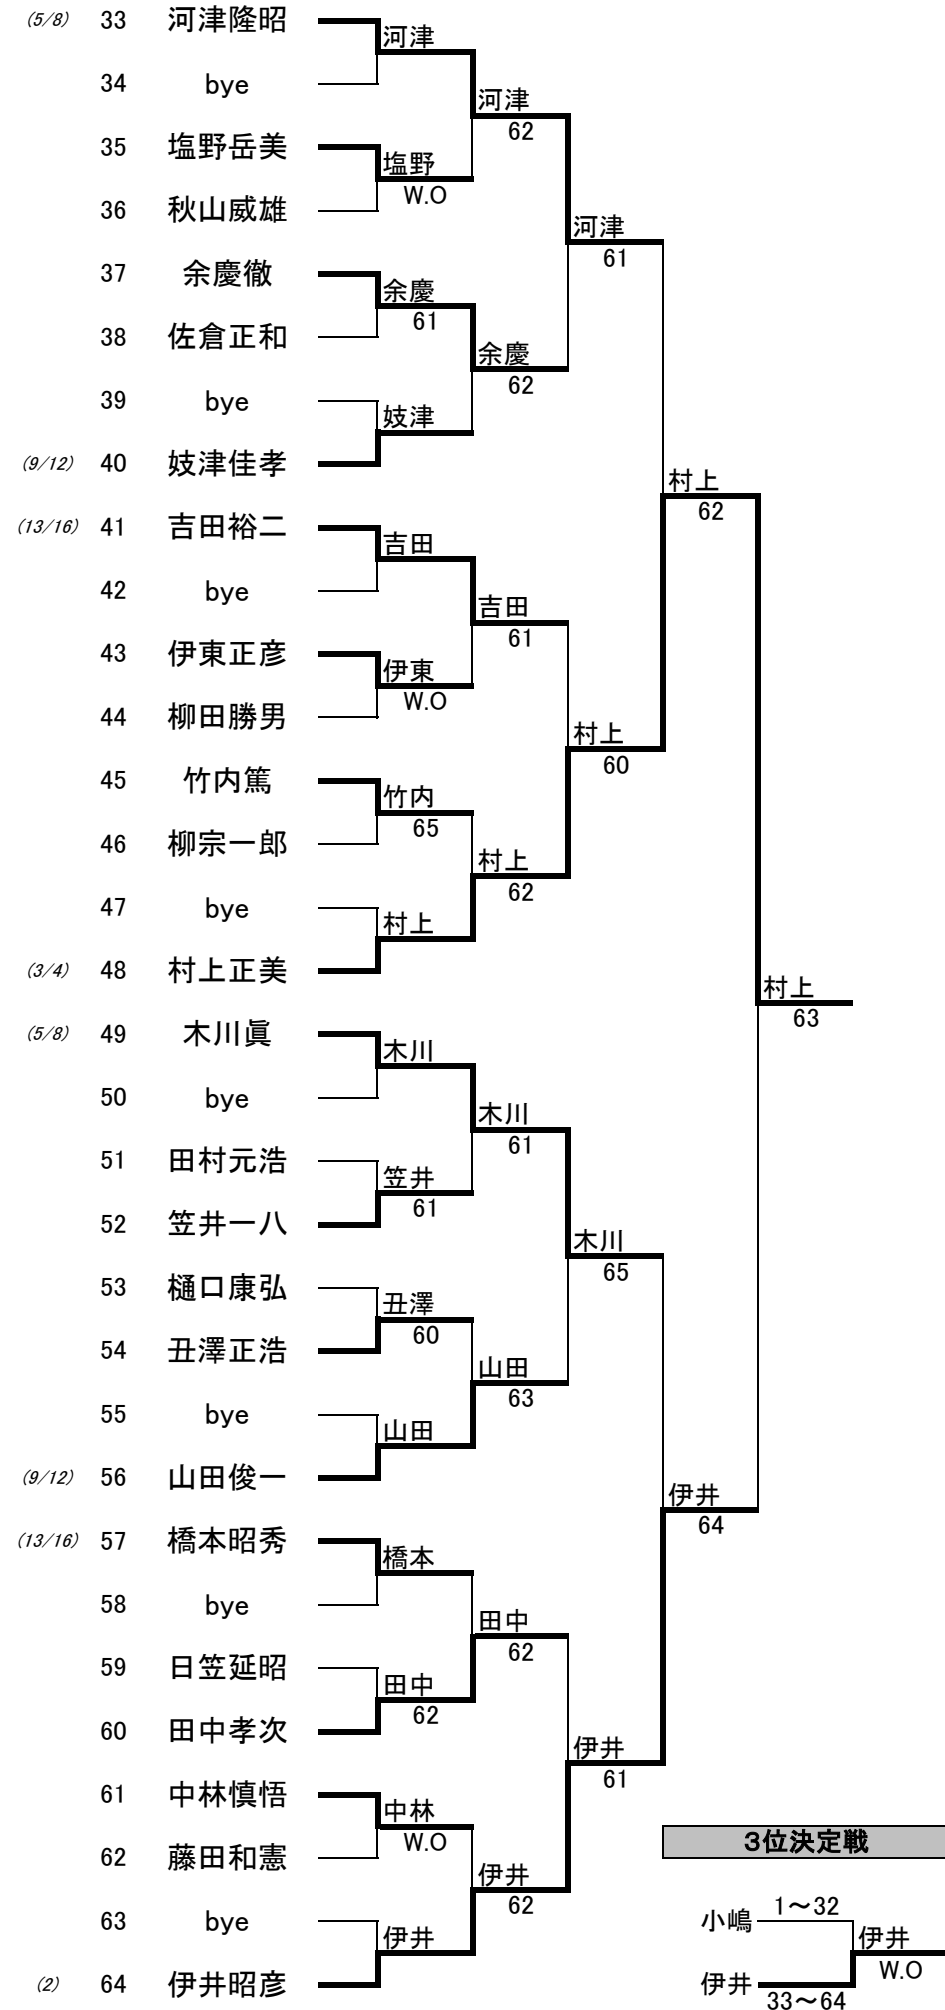 (5/8) 33 河津隆昭
河津
34 bye
河津
62
35 塩野岳美
塩野
W.O
36 秋山威雄
河津
61
37 余慶徹
余慶
61
38 佐倉正和
余慶
62
39 bye
妓津
(9/12) 40 妓津佳孝
村上
62
(13/16) 41 吉田裕二
吉田
42 bye
吉田
61
43 伊東正彦
伊東
W.O
44 柳田勝男
村上
60
45 竹内篤
竹内
65
46 柳宗一郎
村上
62
47 bye
村上
(3/4) 48 村上正美
村上
63
(5/8) 49 木川眞
木川
50 bye
木川
61
51 田村元浩
笠井
61
52 笠井一八
木川
65
53 樋口康弘
丑澤
60
54 丑澤正浩
山田
63
55 bye
山田
(9/12) 56 山田俊一
伊井
64
(13/16) 57 橋本昭秀
橋本
58 bye
田中
62
59 日笠延昭
田中
62
60 田中孝次
伊井
61
61 中林慎悟
中林
W.O
62 藤田和憲
伊井
62
63 bye
伊井
(2) 64 伊井昭彦
3位決定戦
小嶋 1～32
伊井
W.O
伊井 33～64